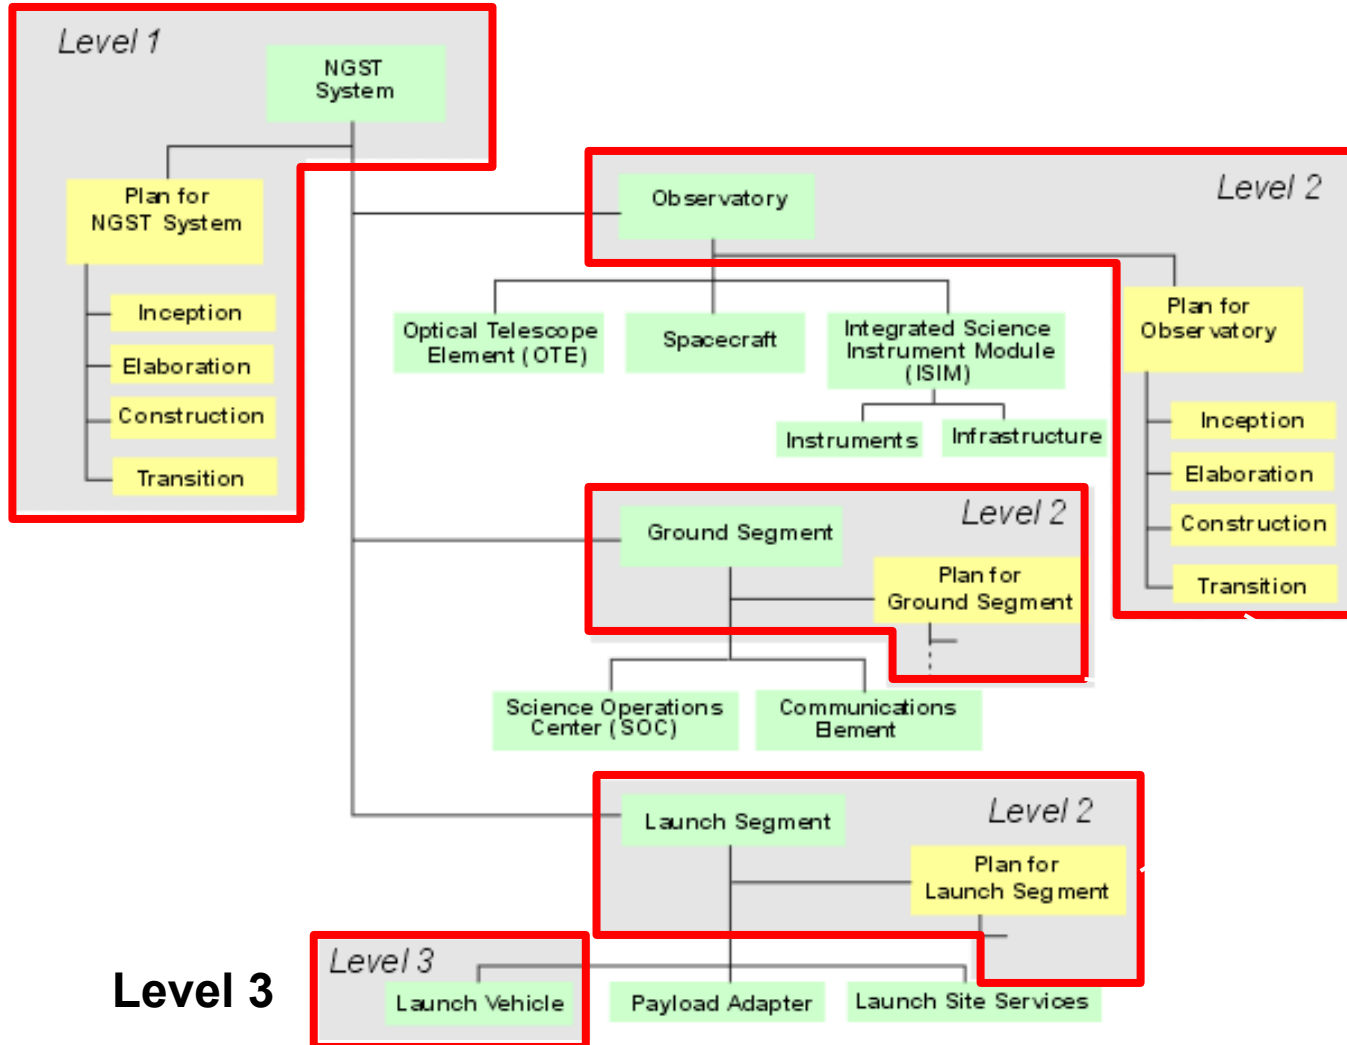 Level 1
NGST
System
Plan for
NGST System
Inception
Elaboration
Construction
Transition
Level 2
Observatory
Optical Telescope
Element (OTE)
Spacecraft
Integrated Science
Instrument Module
(ISIM)
Instruments
Infrastructure
Plan for
Observatory
Inception
Elaboration
Construction
Transition
Level 2
Ground Segment
Plan for
Ground Segment
Science Operations
Center (SOC)
Communications
Element
Level 2
Launch Segment
Plan for
Launch Segment
Level 3
Level 3
Launch Vehicle
Payload Adapter
Launch Site Services